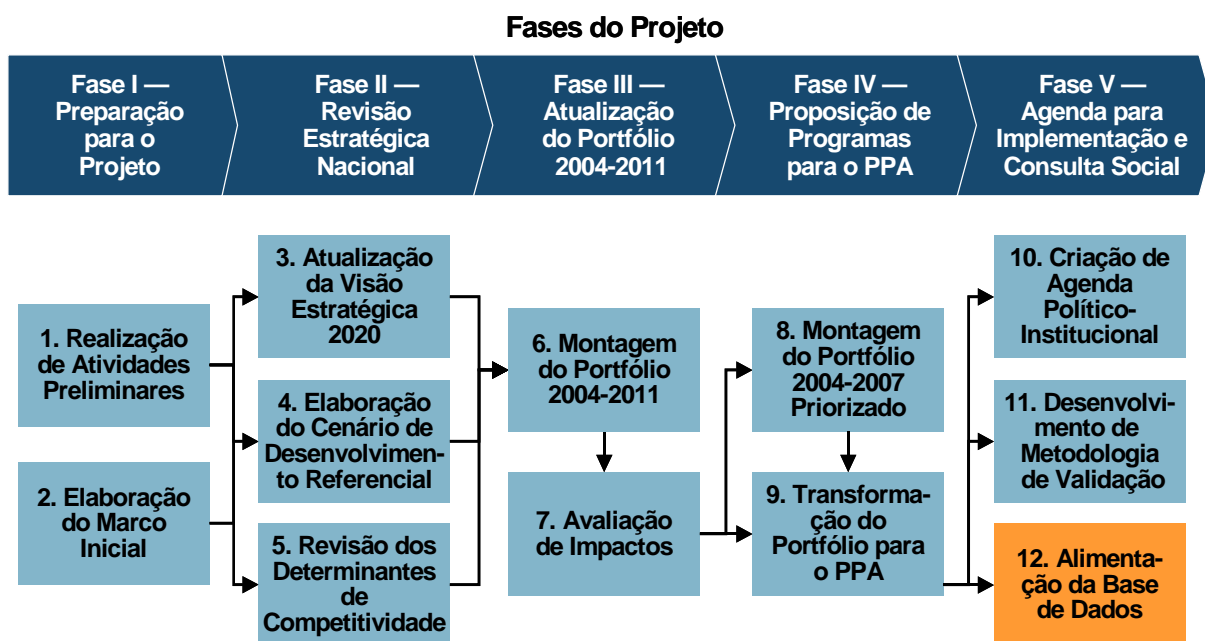 Fases do Projeto
Fase I —
Preparação
para o
Projeto
Fase II —
Revisão
Estratégica
Nacional
Fase III —
Atualização
do Portfólio
2004-2011
Fase IV —
Proposição de
Programas
para o PPA
Fase V —
Agenda para
Implementação e
Consulta Social
1. Realização
de Atividades
Preliminares
2. Elaboração
do Marco
Inicial
3. Atualização
da Visão
Estratégica
2020
4. Elaboração
do Cenário de
Desenvolvimen-
to Referencial
5. Revisão dos
Determinantes
de
Competitividade
6. Montagem
do Portfólio
2004-2011
7. Avaliação
de Impactos
8. Montagem
do Portfólio
2004-2007
Priorizado
9. Transforma-
ção do
Portfólio para
o PPA
10. Criação de
Agenda
Político-
Institucional
11. Desenvolvi-
mento de
Metodologia
de Validação
12. Alimenta-
ção da Base
de Dados